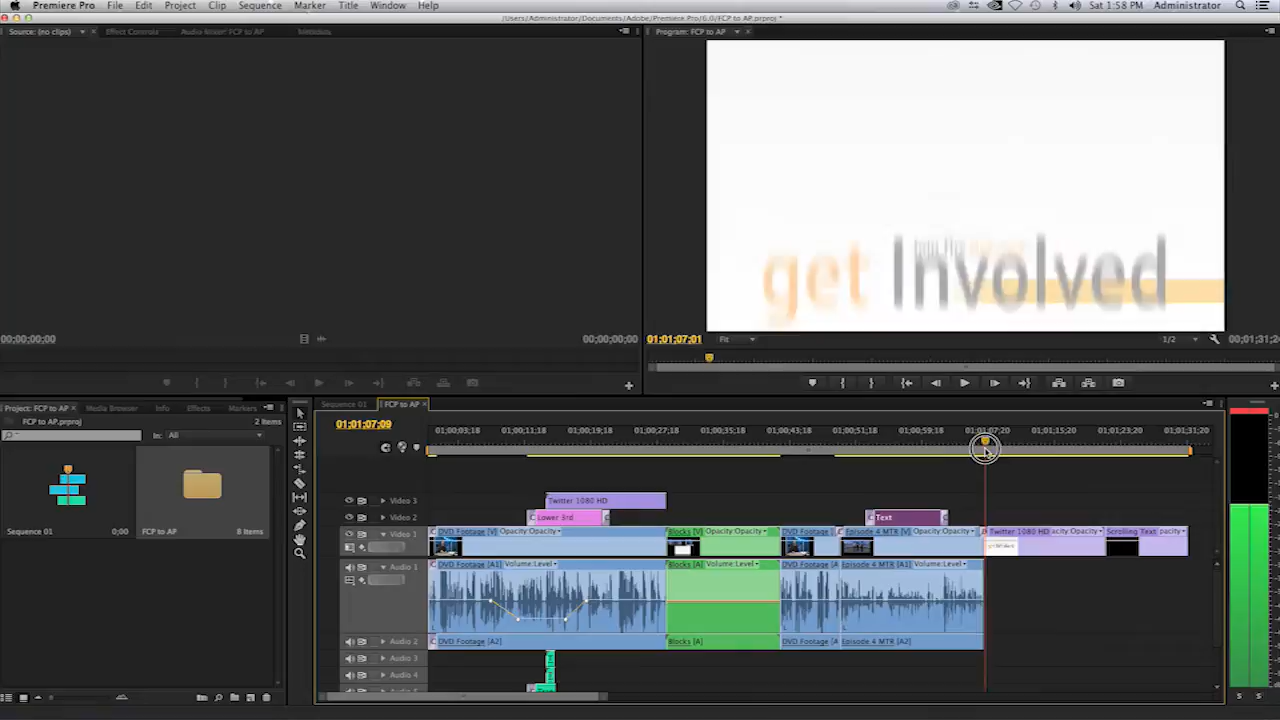 Premiere Pro File Edit Project Clip Sequence Marker Title Window Help Sat 1:58 PM Administrator
/Users/Administrator/Documents/Adobe/Premiere Pro/6.0/FCP to AP.prproj *
Source: (no clips) Effect Controls Audio Mixer: FCP to AP Metadata
Program: FCP to AP
get Involved
00;00;00;00 00;00;00;00
01;01;07;01 Fit 1/2 00;01;31;2
Project: FCP to AP Media Browser Info Effects Markers
FCP to AP.prproj 2 Items
In: All
Sequence 01 0;00
FCP to AP 8 Items
Sequence 01 FCP to AP
01;01;07;09
01;00;03;18 01;00;11;18 01;00;19;18 01;00;27;18 01;00;35;18 01;00;43;18 01;00;51;18 01;00;59;18 01;01;07;20 01;01;15;20 01;01;23;20 01;01;31;20
Video 3 Twitter 1080 HD
Video 2 Lower 3rd Text
Video 1 DVD Footage [V] Opacity:Opacity Blocks [V] Opacity:Opacity DVD Footage [V] Episode 4 MTR [V] Opacity:Opacity Twitter 1080 HD acity:Opacity Scrolling Text acity:Opacity
Audio 1 DVD Footage [A1] Volume:Level Blocks [A] Volume:Level DVD Footage [A1] Episode 4 MTR [A1] Volume:Level
L L L
Audio 2 DVD Footage [A2] Blocks [A] DVD Footage [A Episode 4 MTR [A2]
Audio 3
Audio 4
S S